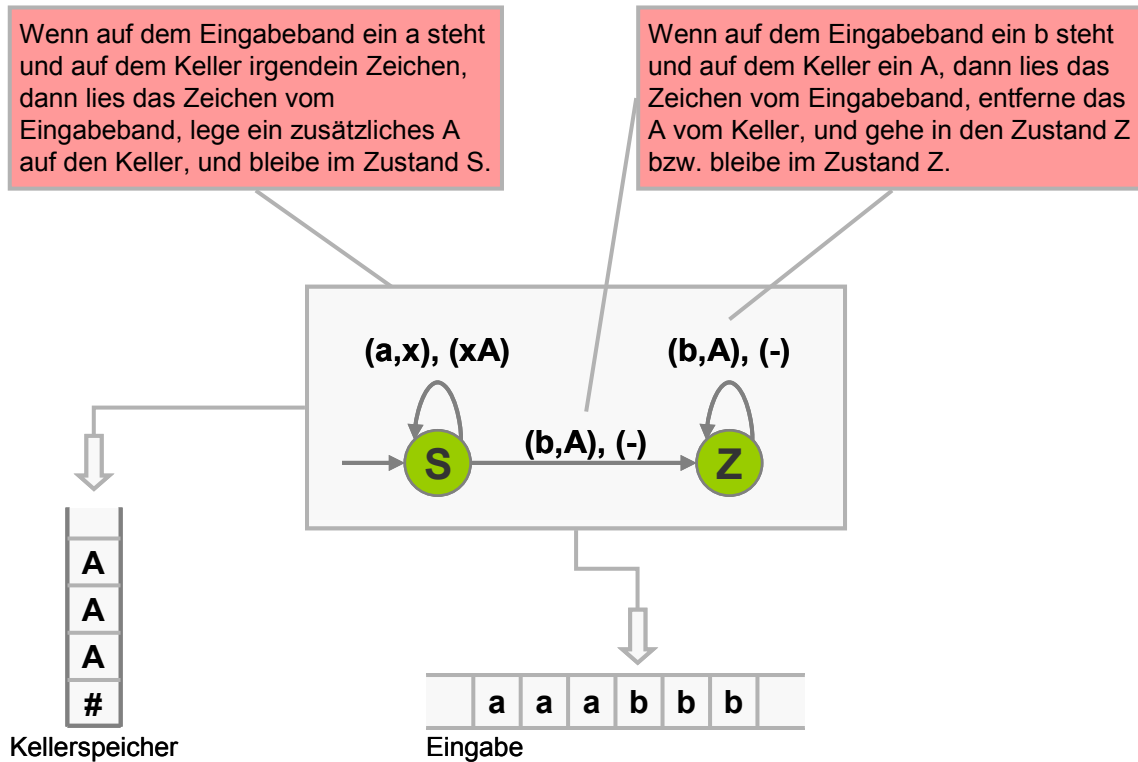 Wenn auf dem Eingabeband ein a steht
und auf dem Keller irgendein Zeichen,
dann lies das Zeichen vom
Eingabeband, lege ein zusätzliches A
auf den Keller, und bleibe im Zustand S.
Wenn auf dem Eingabeband ein b steht
und auf dem Keller ein A, dann lies das
Zeichen vom Eingabeband, entferne das
A vom Keller, und gehe in den Zustand Z
bzw. bleibe im Zustand Z.
(a,x), (xA)
(b,A), (-)
(b,A), (-)
S
Z
A
A
A
#
Kellerspeicher
a a a b b b
Eingabe